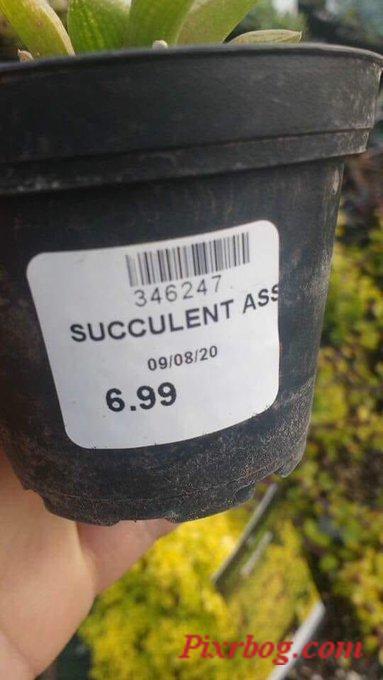 346247
SUCCULENT ASS
09/08/20
6.99
Pixrbog.com